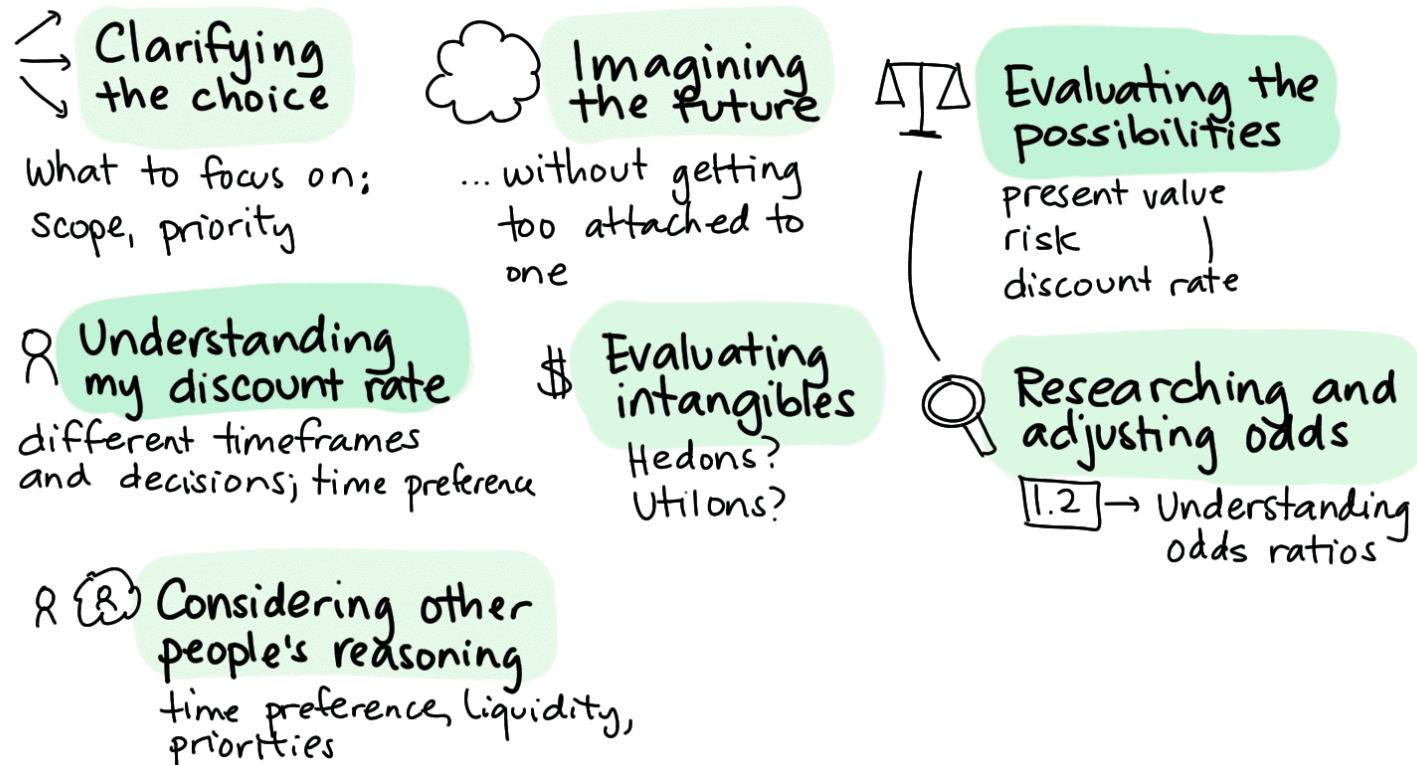 Clarifying
the choice
what to focus on;
scope, priority
Imagining
the future
... without getting
too attached to
one
Evaluating the
possibilities
present value
risk
discount rate
Understanding
my discount rate
different timeframes
and decisions; time preference
$
Evaluating
intangibles
Hedons?
Utilons?
Researching and
adjusting odds
1.2 → Understanding
odds ratios
Considering other
people's reasoning
time preference, liquidity,
priorities